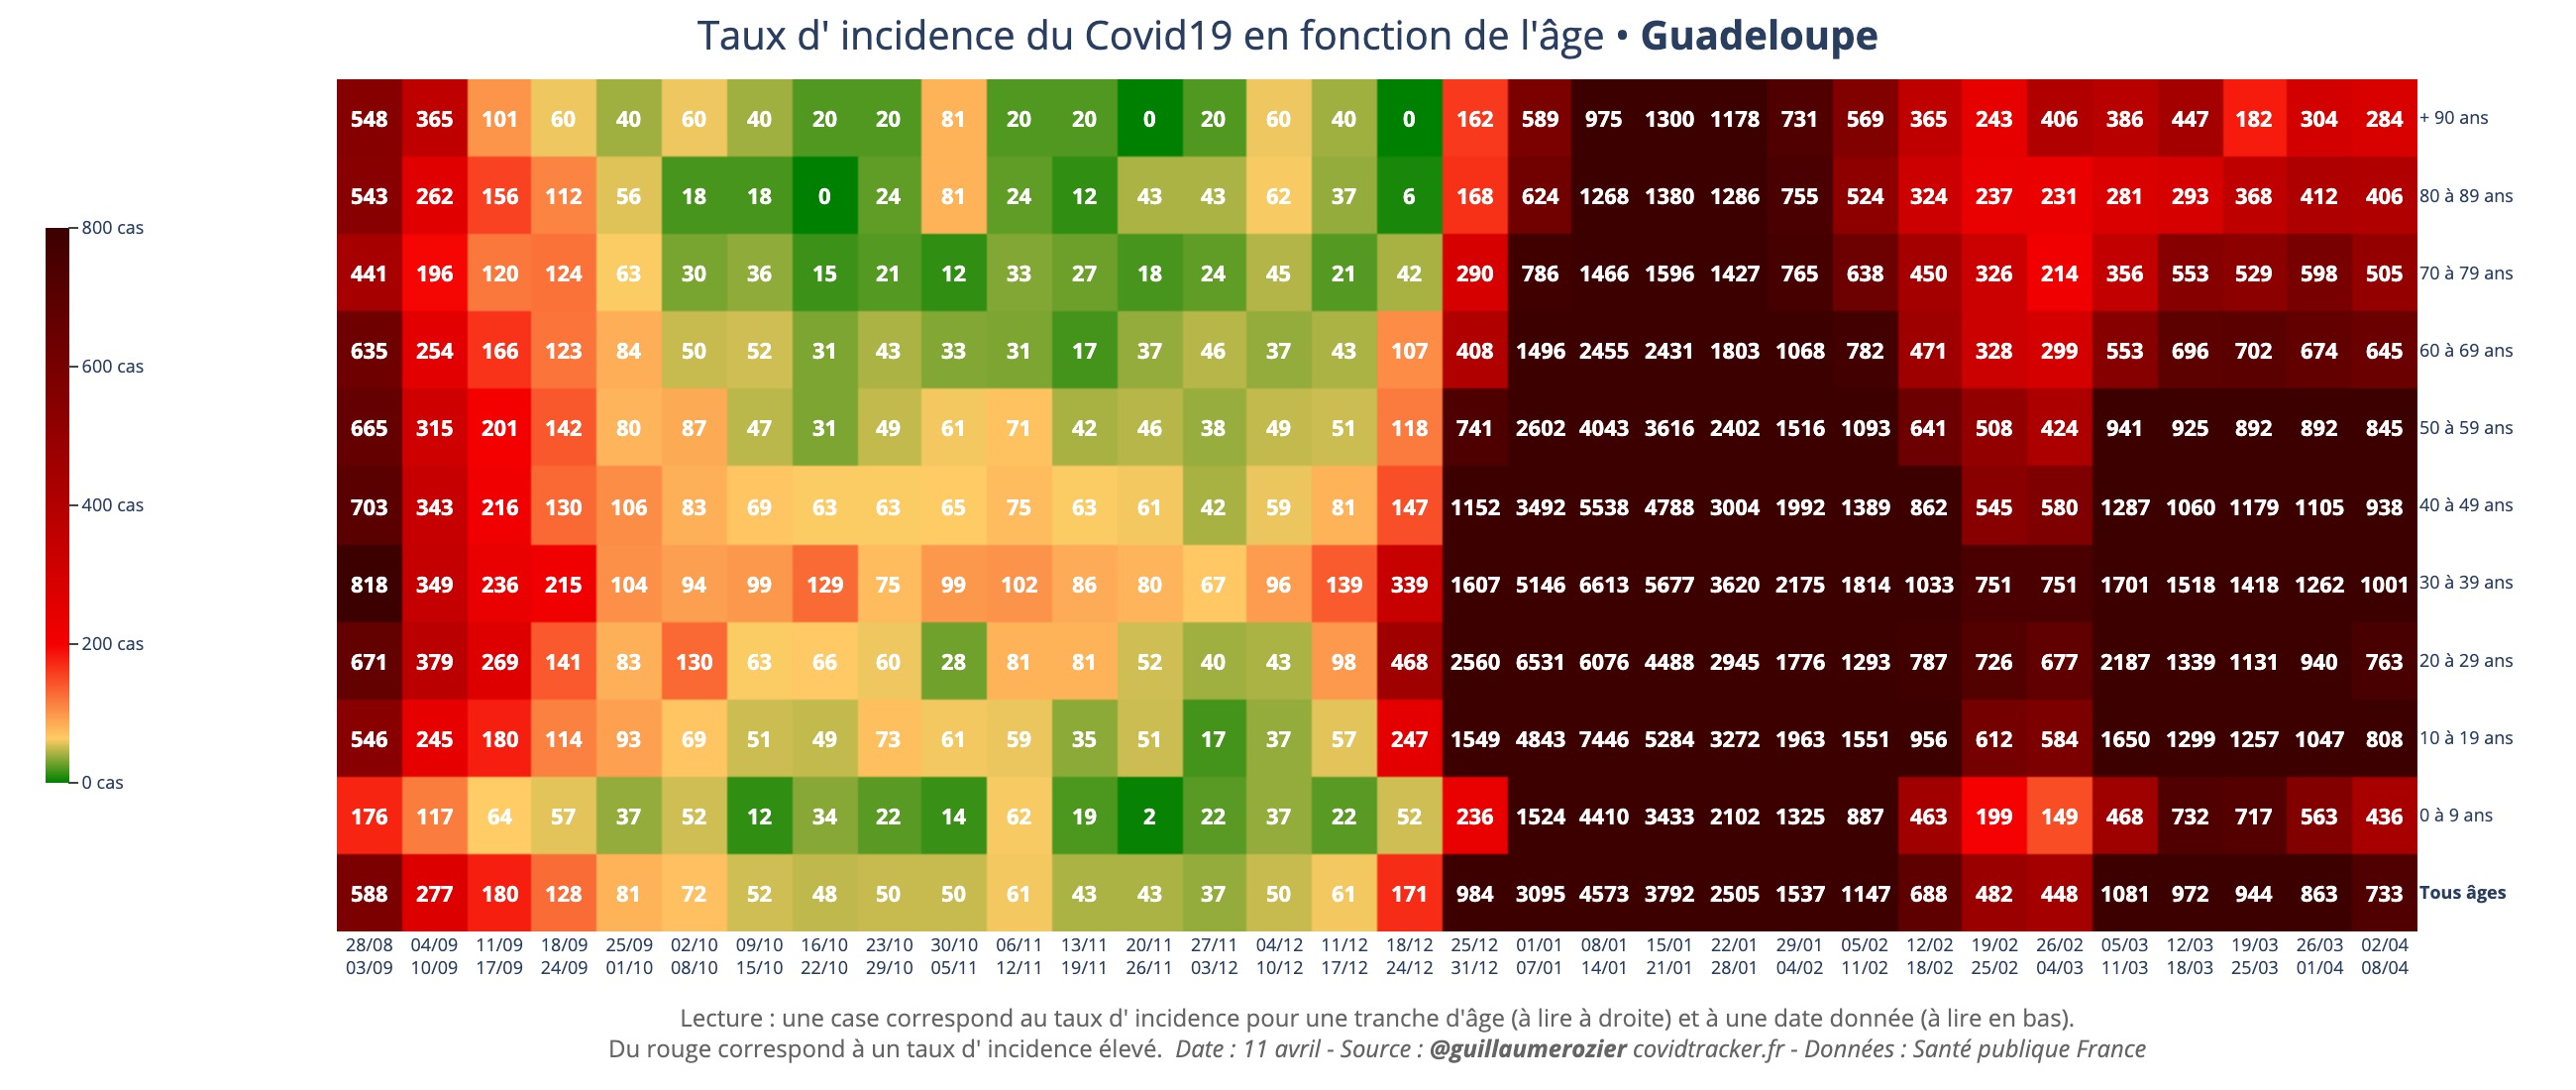 Taux d' incidence du Covid19 en fonction de l'âge • Guadeloupe
548 365 101 60 40 60 40 20 20 81 20 20 0 20 60 40 0 162 589 975 1300 1178 731 569 365 243 406 386 447 182 304 284 + 90 ans
543 262 156 112 56 18 18 0 24 81 24 12 43 43 62 37 6 168 624 1268 1380 1286 755 524 324 237 231 281 293 368 412 406 80 à 89 ans
800 cas
441 196 120 124 63 30 36 15 21 12 33 27 18 24 45 21 42 290 786 1466 1596 1427 765 638 450 326 214 356 553 529 598 505 70 à 79 ans
635 254 166 123 84 50 52 31 43 33 31 17 37 46 37 43 107 408 1496 2455 2431 1803 1068 782 471 328 299 553 696 702 674 645 60 à 69 ans
600 cas
665 315 201 142 80 87 47 31 49 61 71 42 46 38 49 51 118 741 2602 4043 3616 2402 1516 1093 641 508 424 941 925 892 892 845 50 à 59 ans
400 cas
703 343 216 130 106 83 69 63 63 65 75 63 61 42 59 81 147 1152 3492 5538 4788 3004 1992 1389 862 545 580 1287 1060 1179 1105 938 40 à 49 ans
818 349 236 215 104 94 99 129 75 99 102 86 80 67 96 139 339 1607 5146 6613 5677 3620 2175 1814 1033 751 751 1701 1518 1418 1262 1001 30 à 39 ans
200 cas
671 379 269 141 83 130 63 66 60 28 81 81 52 40 43 98 468 2560 6531 6076 4488 2945 1776 1293 787 726 677 2187 1339 1131 940 763 20 à 29 ans
546 245 180 114 93 69 51 49 73 61 59 35 51 17 37 57 247 1549 4843 7446 5284 3272 1963 1551 956 612 584 1650 1299 1257 1047 808 10 à 19 ans
0 cas
176 117 64 57 37 52 12 34 22 14 62 19 2 22 37 22 52 236 1524 4410 3433 2102 1325 887 463 199 149 468 732 717 563 436 0 à 9 ans
588 277 180 128 81 72 52 48 50 50 61 43 43 37 50 61 171 984 3095 4573 3792 2505 1537 1147 688 482 448 1081 972 944 863 733 Tous âges
28/08 04/09 11/09 18/09 25/09 02/10 09/10 16/10 23/10 30/10 06/11 13/11 20/11 27/11 04/12 11/12 18/12 25/12 01/01 08/01 15/01 22/01 29/01 05/02 12/02 19/02 26/02 05/03 12/03 19/03 26/03 02/04
03/09 10/09 17/09 24/09 01/10 08/10 15/10 22/10 29/10 05/11 12/11 19/11 26/11 03/12 10/12 17/12 24/12 31/12 07/01 14/01 21/01 28/01 04/02 11/02 18/02 25/02 04/03 11/03 18/03 25/03 01/04 08/04
Lecture : une case correspond au taux d' incidence pour une tranche d'âge (à lire à droite) et à une date donnée (à lire en bas).
Du rouge correspond à un taux d' incidence élevé. Date : 11 avril - Source : @guillaumerozier covidtracker.fr - Données : Santé publique France